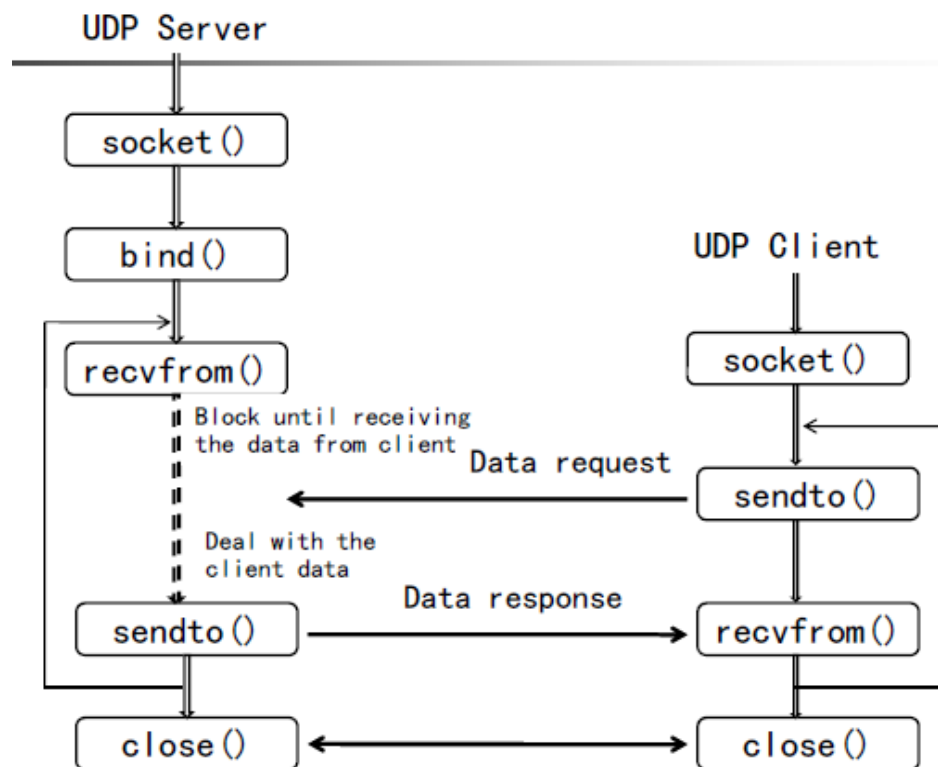 UDP Server
socket()
bind()
recvfrom()
Block until receiving
the data from client
Deal with the
client data
sendto()
close()
Data request
Data response
UDP Client
socket()
sendto()
recvfrom()
close()